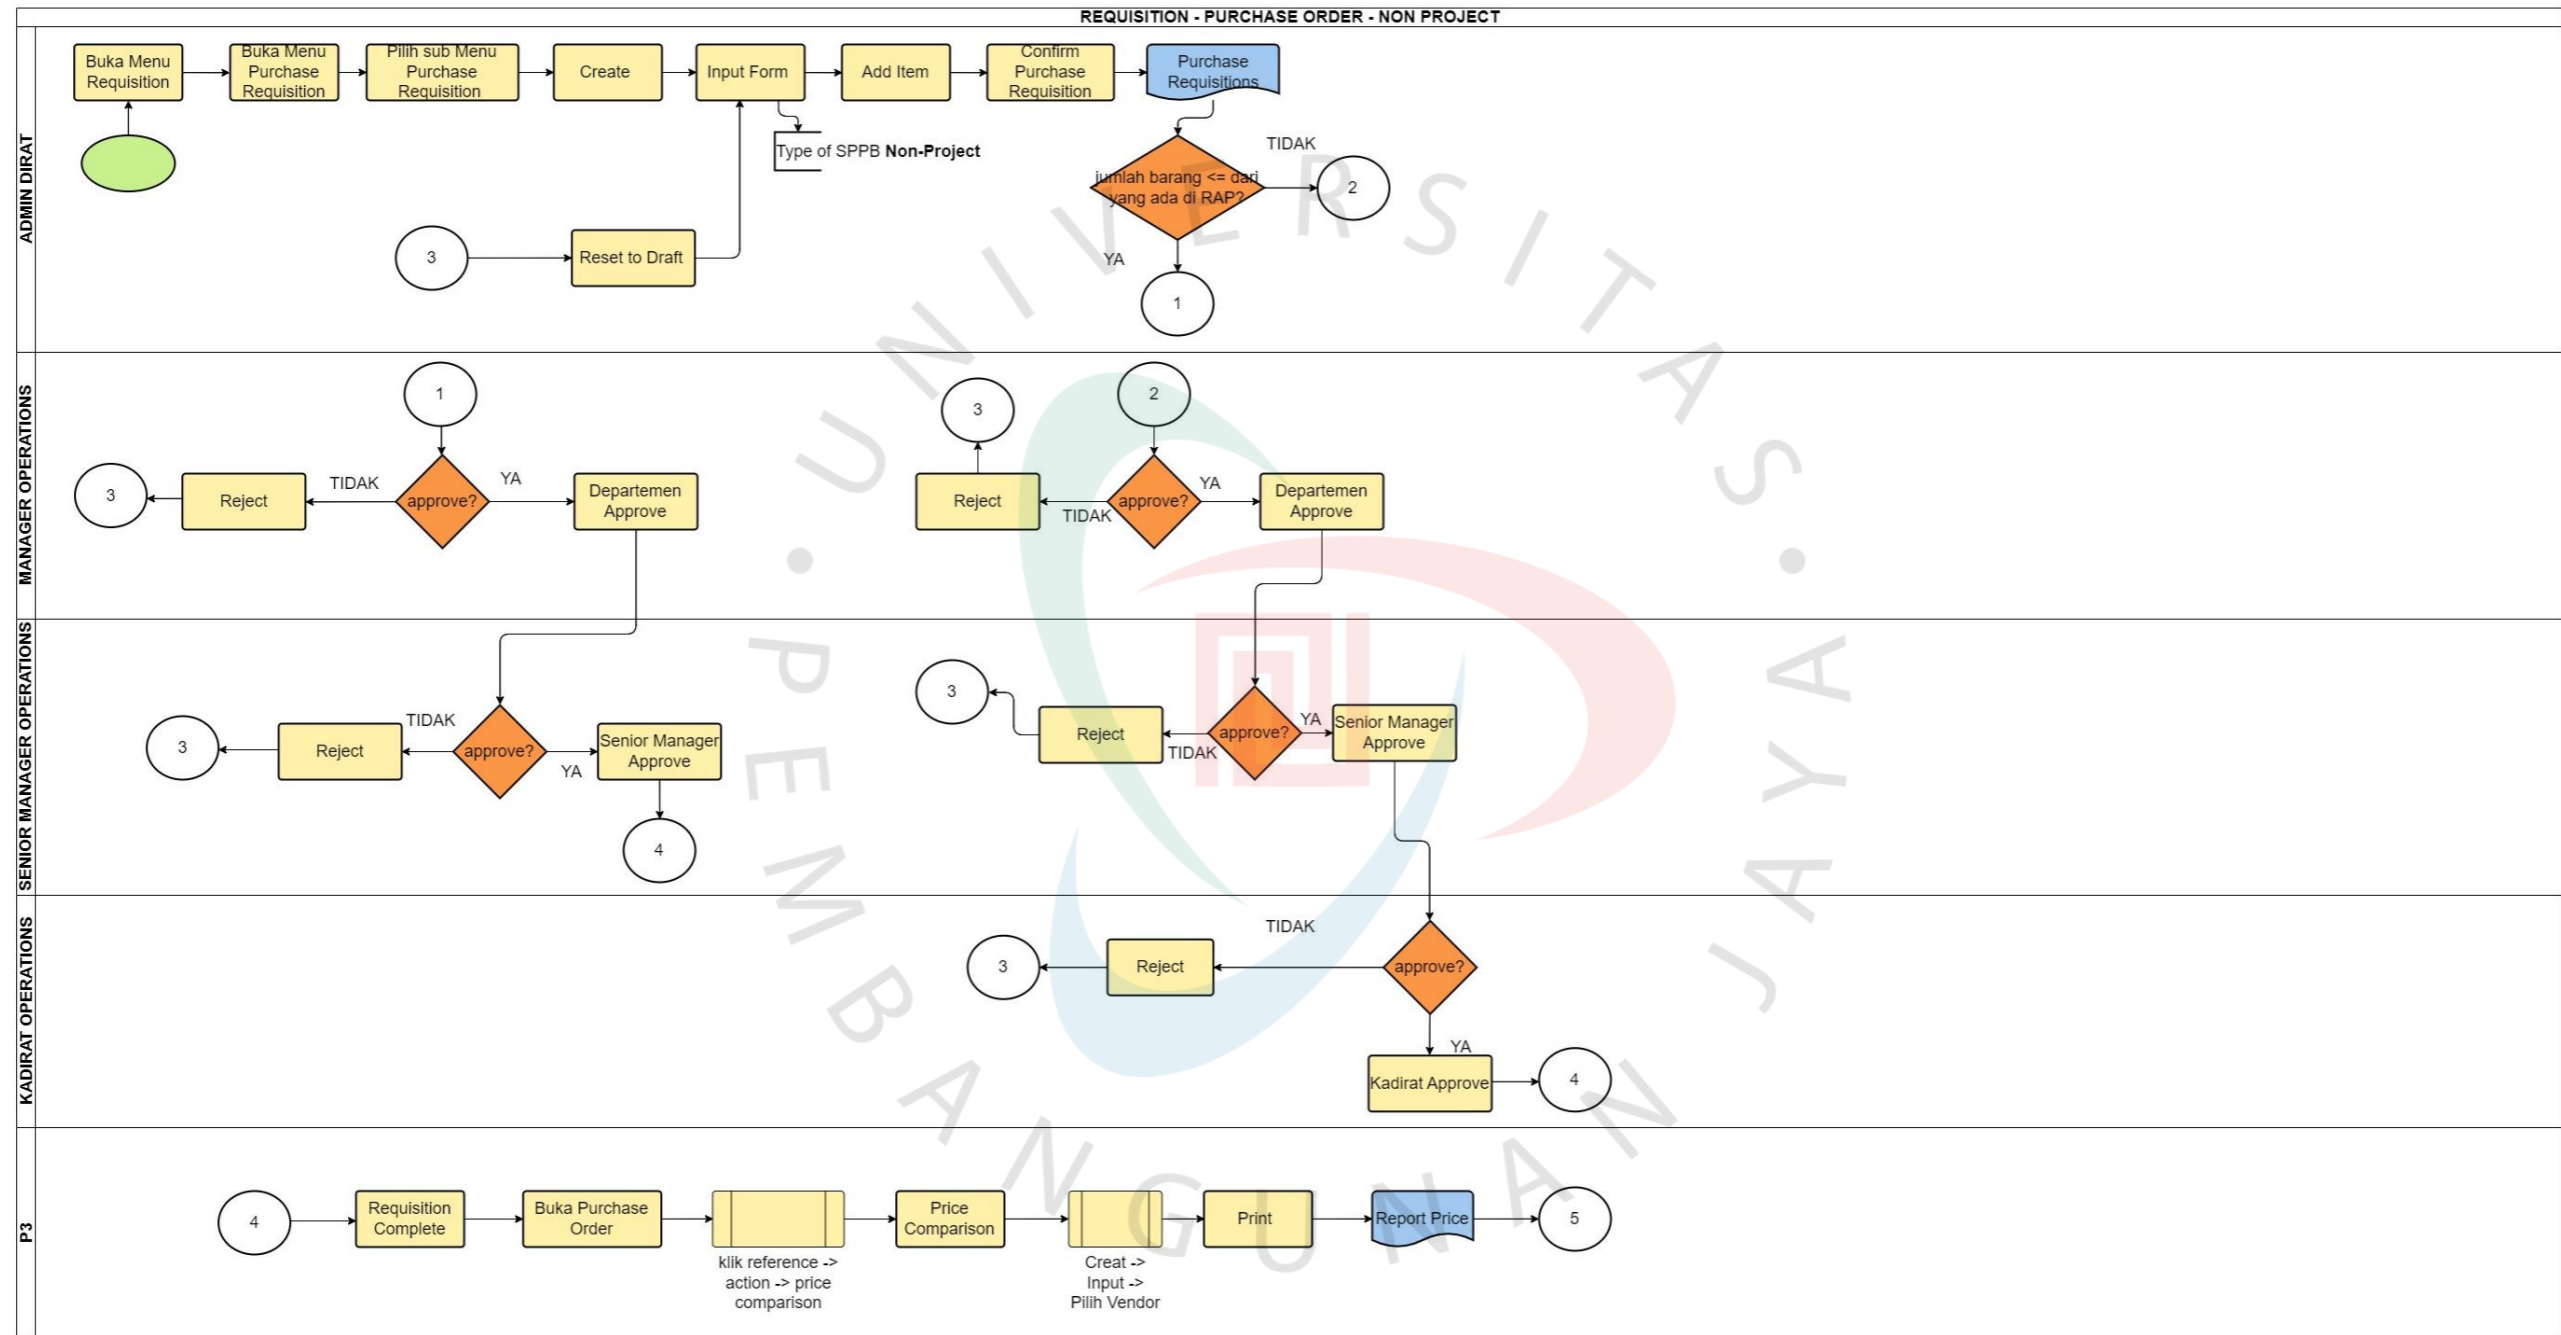 REQUISITION - PURCHASE ORDER - NON PROJECT
ADMIN DIRAT
Buka Menu
Requisition
Buka Menu
Purchase
Requisition
Pilih sub Menu
Purchase
Requisition
Create
Input Form
Add Item
Confirm
Purchase
Requisition
Purchase
Requisitions
Type of SPPB Non-Project
jumlah barang <= dari
yang ada di RAP?
TIDAK
2
YA
1
3
Reset to Draft
MANAGER OPERATIONS
1
3
Reject
TIDAK
approve?
YA
Departemen
Approve
3
2
Reject
TIDAK
approve?
YA
Departemen
Approve
SENIOR MANAGER OPERATIONS
3
Reject
TIDAK
approve?
YA
Senior Manager
Approve
4
3
Reject
TIDAK
approve?
YA
Senior Manager
Approve
KADIRAT OPERATIONS
3
Reject
TIDAK
approve?
YA
Kadirat Approve
4
P3
4
Requisition
Complete
Buka Purchase
Order
klik reference ->
action -> price
comparison
Price
Comparison
Creat ->
Input ->
Pilih Vendor
Print
Report Price
5
UNIVERSITAS
PEMBANGUNAN JAYA